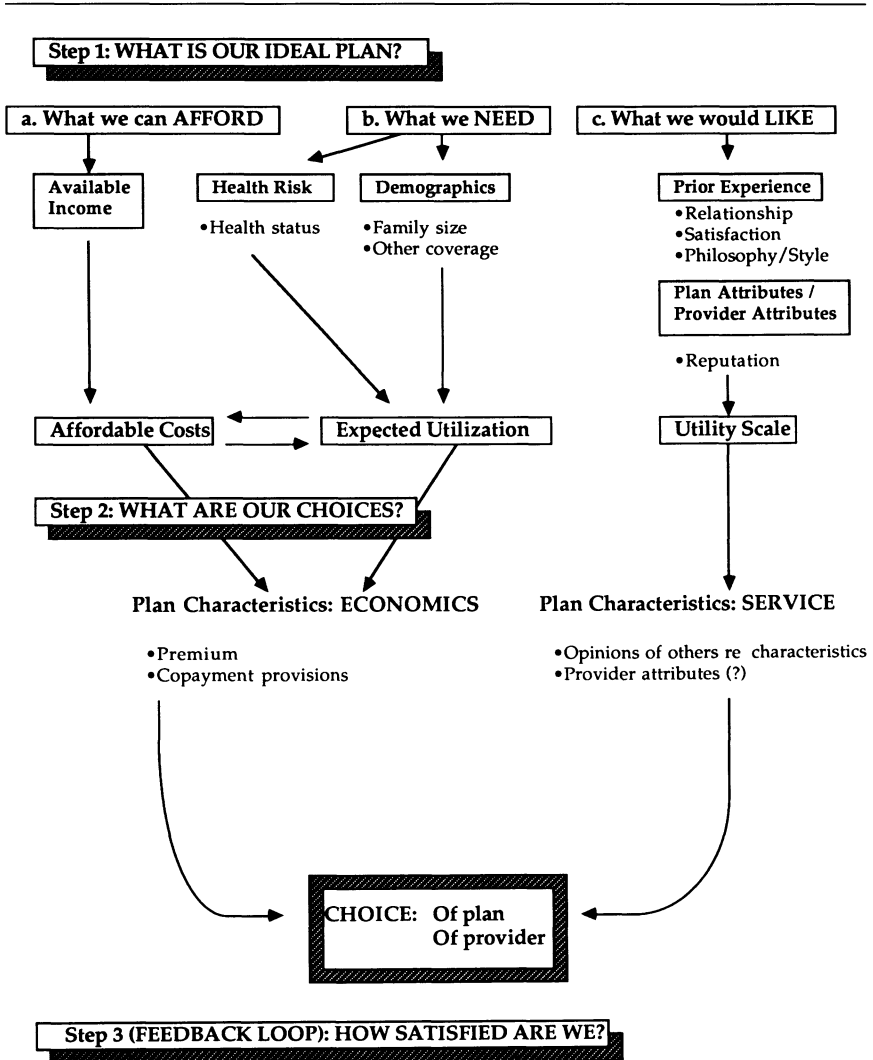 Step 1: WHAT IS OUR IDEAL PLAN?
a. What we can AFFORD
b. What we NEED
c. What we would LIKE
Available
Income
Health Risk
•Health status
Demographics
•Family size
•Other coverage
Prior Experience
•Relationship
•Satisfaction
•Philosophy/Style
Plan Attributes /
Provider Attributes
•Reputation
Affordable Costs
Expected Utilization
Utility Scale
Step 2: WHAT ARE OUR CHOICES?
Plan Characteristics: ECONOMICS
•Premium
•Copayment provisions
Plan Characteristics: SERVICE
•Opinions of others re characteristics
•Provider attributes (?)
CHOICE: Of plan
Of provider
Step 3 (FEEDBACK LOOP): HOW SATISFIED ARE WE?